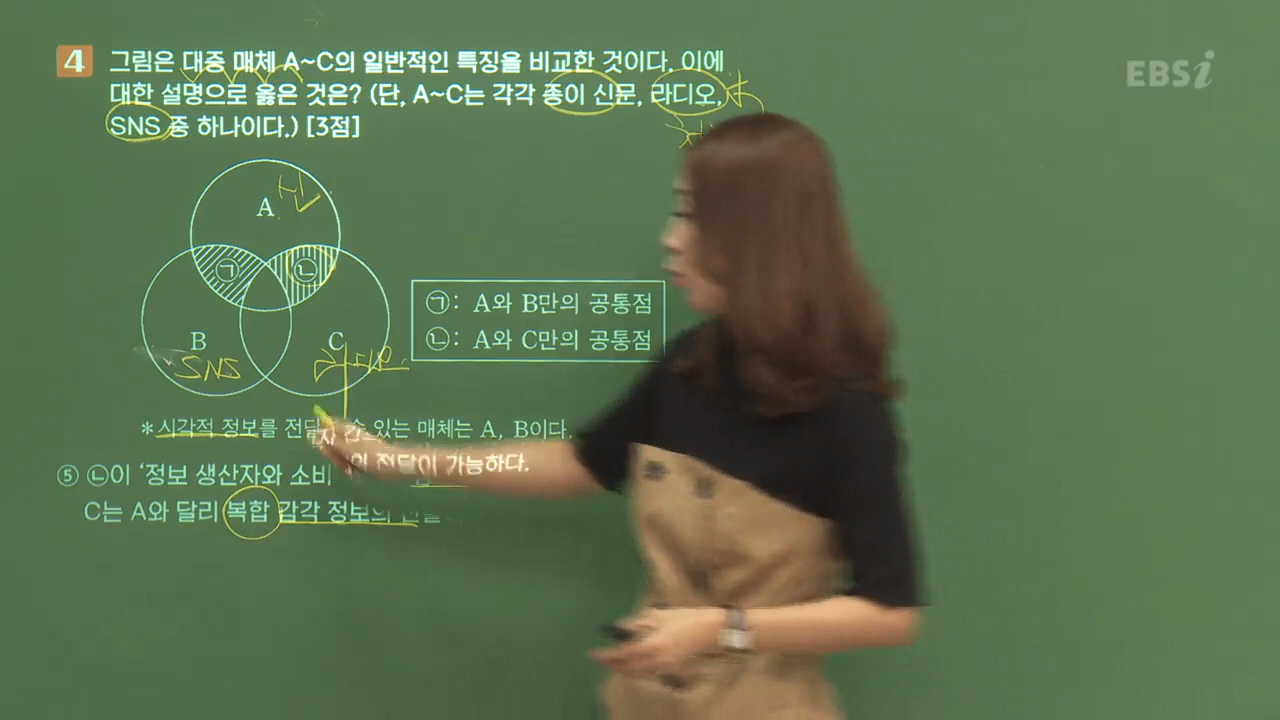 EBSi
4 그림은 대중 매체 A~C의 일반적인 특징을 비교한 것이다. 이에
대한 설명으로 옳은 것은? (단, A~C는 각각 종이 신문, 라디오,
SNS 중 하나이다.) [3점]
A
신
㉠ ㉡
B C
SNS
㉠: A와 B만의 공통점
㉡: A와 C만의 공통점
*시각적 정보를 전달 수 있는 매체는 A, B이다.
⑤ ㉡이 '정보 생산자와 소비
전달이 가능하다.
C는 A와 달리 복합 감각 정보의